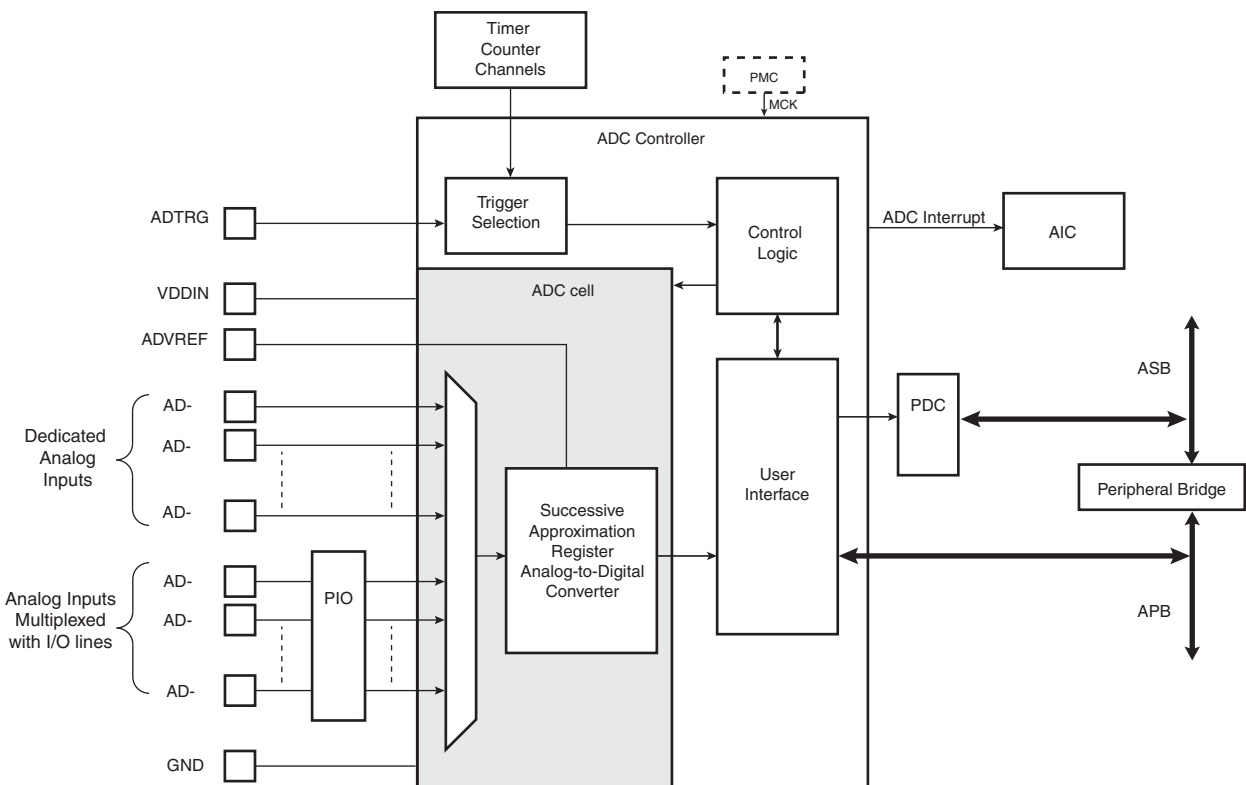 Timer
Counter
Channels
PMC
MCK
ADC Controller
ADTRG
Trigger
Selection
Control
Logic
ADC Interrupt
AIC
VDDIN
ADC cell
ADVREF
ASB
Dedicated
Analog
Inputs
AD-
AD-
AD-
PDC
User
Interface
Peripheral Bridge
Successive
Approximation
Register
Analog-to-Digital
Converter
Analog Inputs
Multiplexed
with I/O lines
AD-
AD-
AD-
PIO
APB
GND